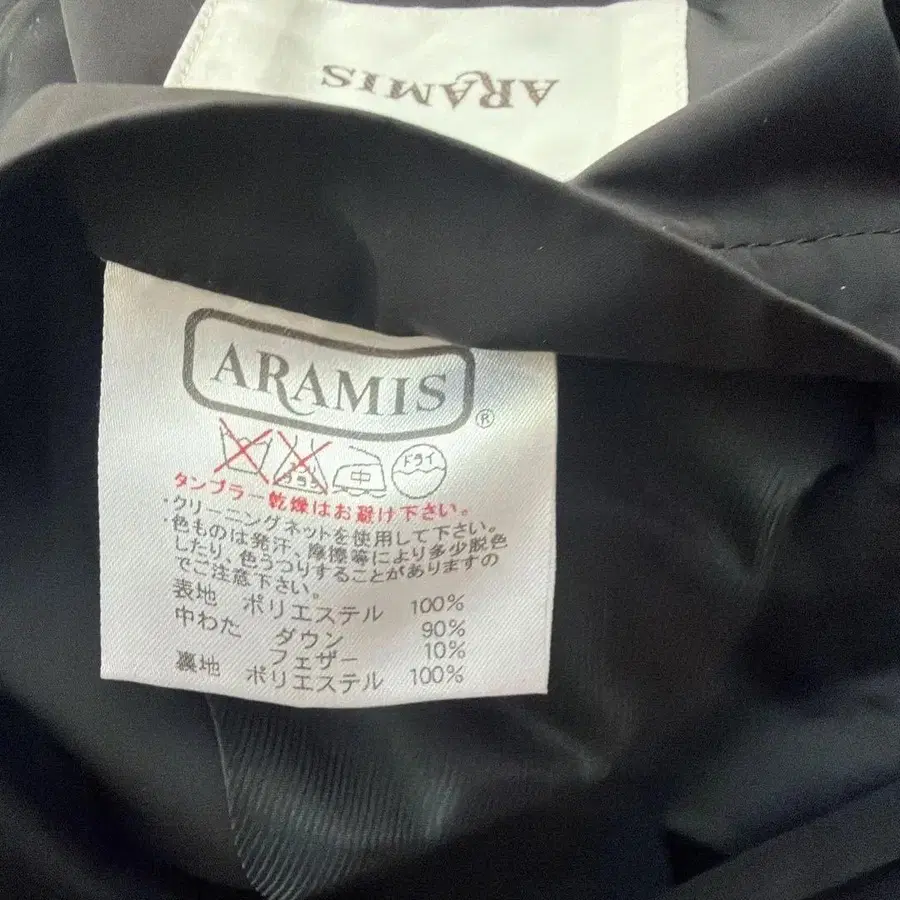 ARAMIS
ARAMIS ®
中 ドライ
タンブラー乾燥はお避け下さい。
・クリーニングネットを使用して下さい。
・色ものは発汗、摩擦等により多少脱色
したり、色うつりすることがありますの
でご注意下さい。
表地 ポリエステル 100%
中わた ダウン 90%
フェザー 10%
裏地 ポリエステル 100%